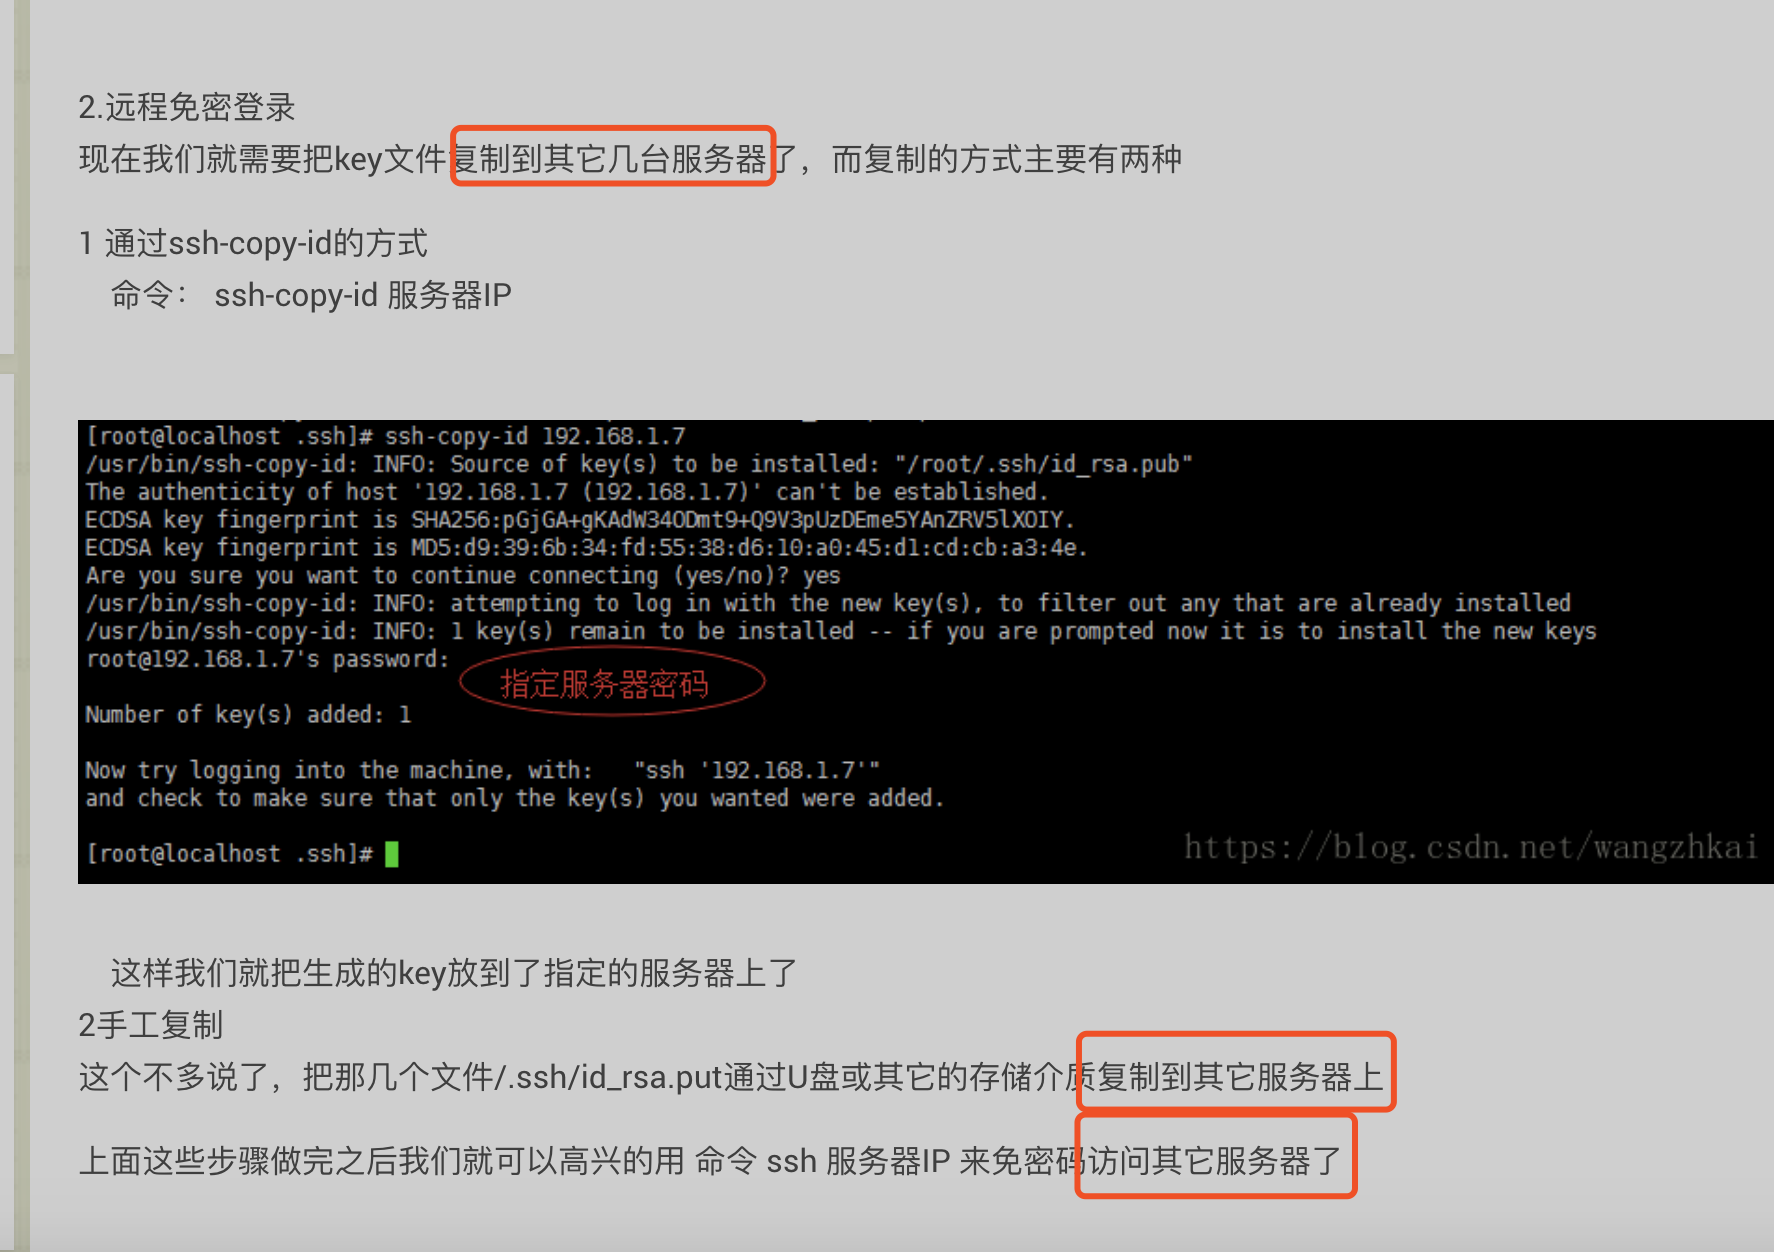 2.远程免密登录
现在我们就需要把key文件复制到其它几台服务器了，而复制的方式主要有两种
1 通过ssh-copy-id的方式
命令： ssh-copy-id 服务器IP
[root@localhost .ssh]# ssh-copy-id 192.168.1.7
/usr/bin/ssh-copy-id: INFO: Source of key(s) to be installed: "/root/.ssh/id_rsa.pub"
The authenticity of host '192.168.1.7 (192.168.1.7)' can't be established.
ECDSA key fingerprint is SHA256:pGjGA+gKAdW34ODmt9+Q9V3pUzDEme5YAnZRV5lXOIY.
ECDSA key fingerprint is MD5:d9:39:6b:34:fd:55:38:d6:10:a0:45:d1:cd:cb:a3:4e.
Are you sure you want to continue connecting (yes/no)? yes
/usr/bin/ssh-copy-id: INFO: attempting to log in with the new key(s), to filter out any that are already installed
/usr/bin/ssh-copy-id: INFO: 1 key(s) remain to be installed -- if you are prompted now it is to install the new keys
root@192.168.1.7's password:
指定服务器密码
Number of key(s) added: 1
Now try logging into the machine, with:   "ssh '192.168.1.7'"
and check to make sure that only the key(s) you wanted were added.
[root@localhost .ssh]#
https://blog.csdn.net/wangzhkai
这样我们就把生成的key放到了指定的服务器上了
2手工复制
这个不多说了，把那几个文件/.ssh/id_rsa.put通过U盘或其它的存储介质复制到其它服务器上
上面这些步骤做完之后我们就可以高兴的用 命令 ssh 服务器IP 来免密码访问其它服务器了